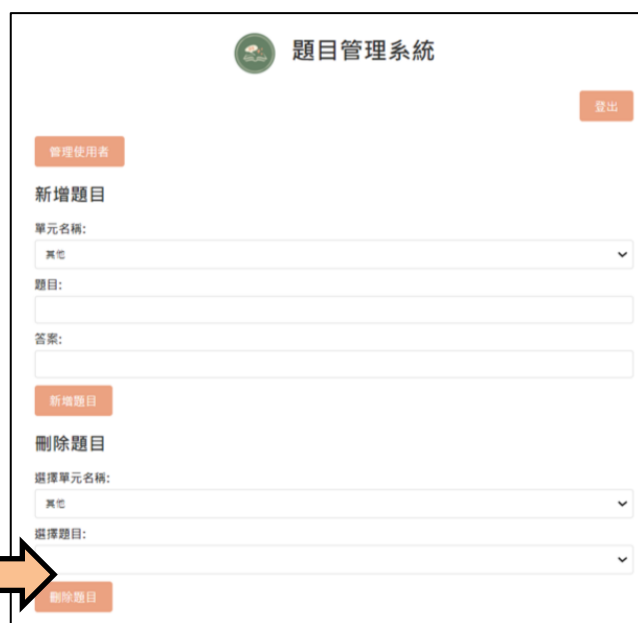 題目管理系統
登出
管理使用者
新增題目
單元名稱:
其他
題目:
答案:
新增題目
刪除題目
選擇單元名稱:
其他
選擇題目:
刪除題目